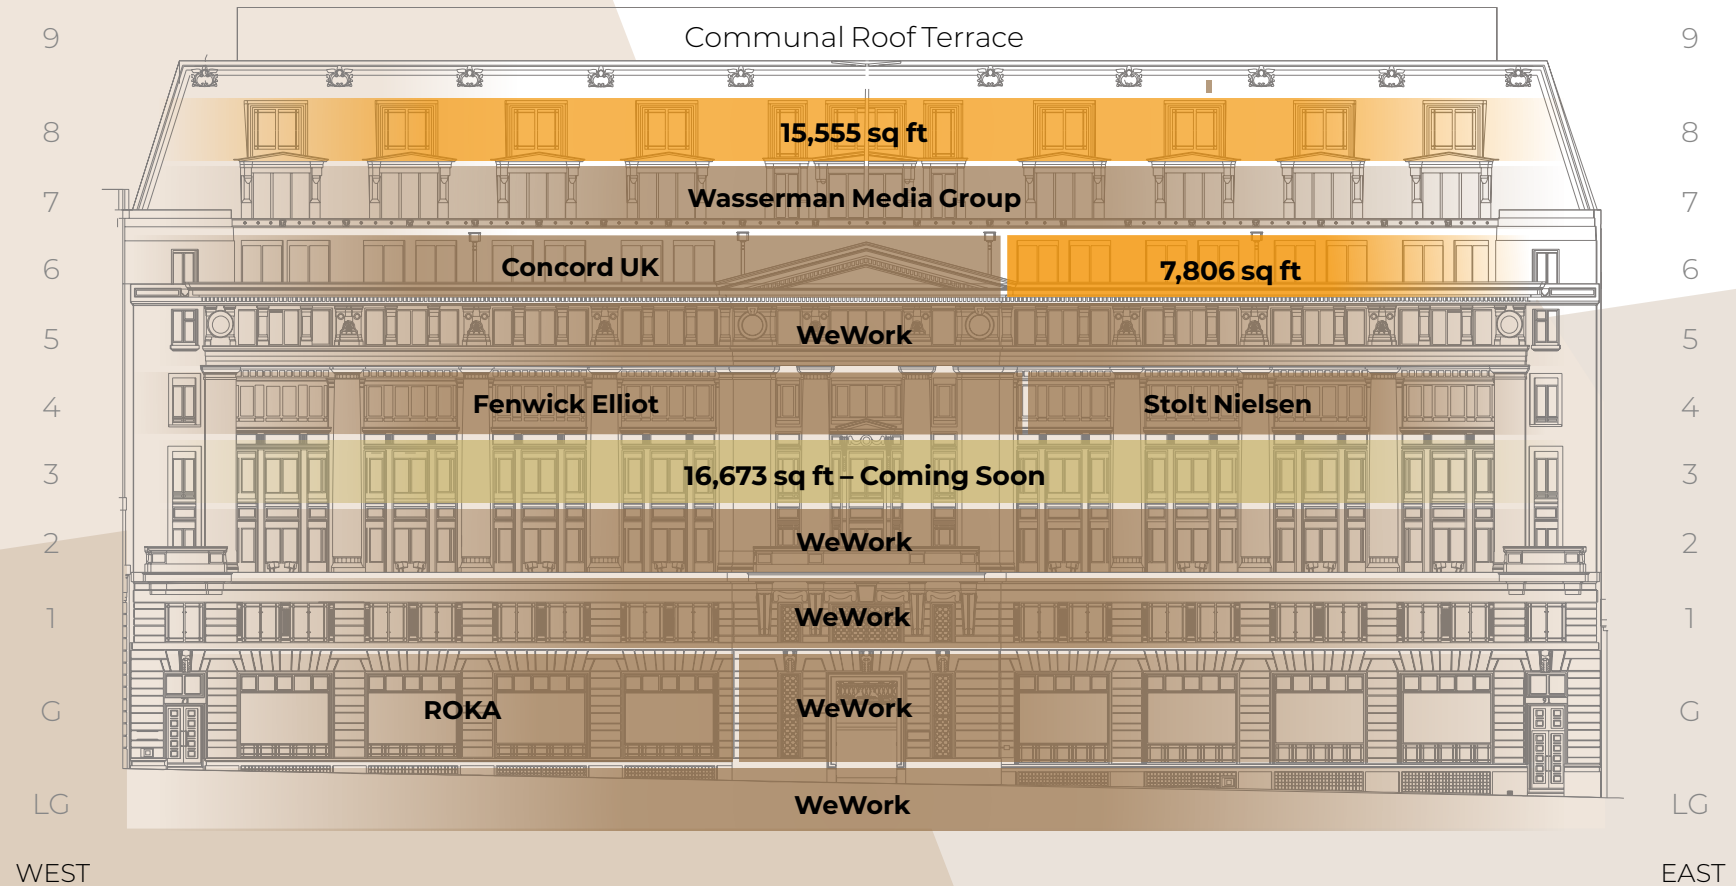 9 Communal Roof Terrace 9
8 15,555 sq ft 8
7 Wasserman Media Group 7
6 Concord UK 7,806 sq ft 6
5 WeWork 5
4 Fenwick Elliot Stolt Nielsen 4
3 16,673 sq ft – Coming Soon 3
2 WeWork 2
1 WeWork 1
G ROKA WeWork G
LG WeWork LG
WEST EAST